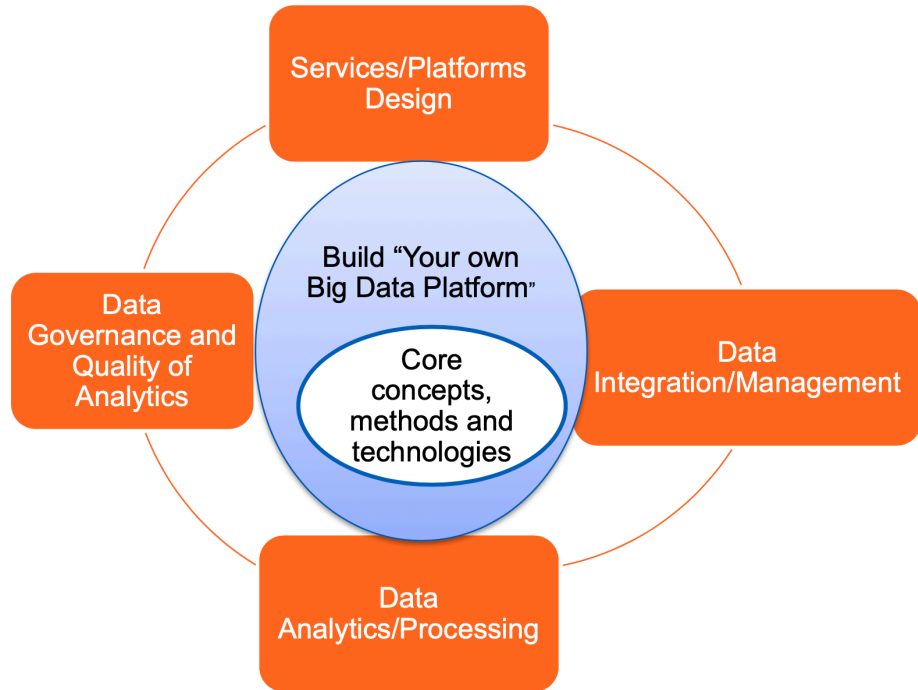 Services/Platforms
Design
Build “Your own
Big Data Platform”
Data
Governance and
Quality of
Analytics
Core
concepts,
methods and
technologies
Data
Integration/Management
Data
Analytics/Processing